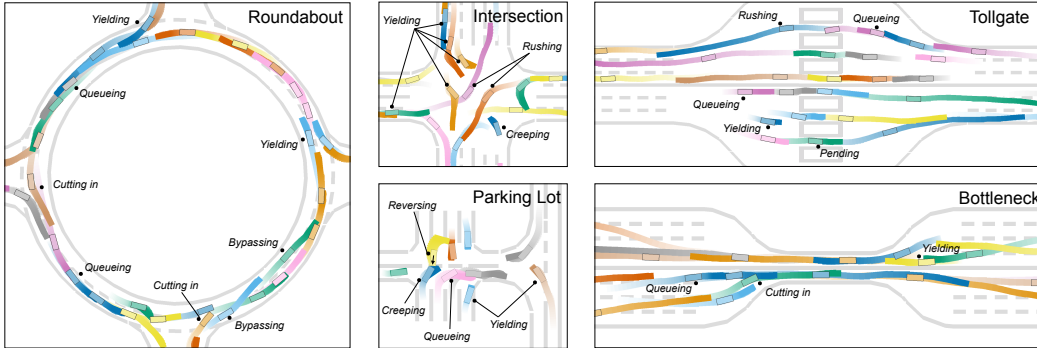 Roundabout
Yielding
Queueing
Yielding
Cutting in
Bypassing
Queueing
Cutting in
Bypassing
Intersection
Yielding
Rushing
Creeping
Parking Lot
Reversing
Creeping
Queueing
Yielding
Tollgate
Rushing
Queueing
Queueing
Yielding
Pending
Bottleneck
Yielding
Queueing
Cutting in